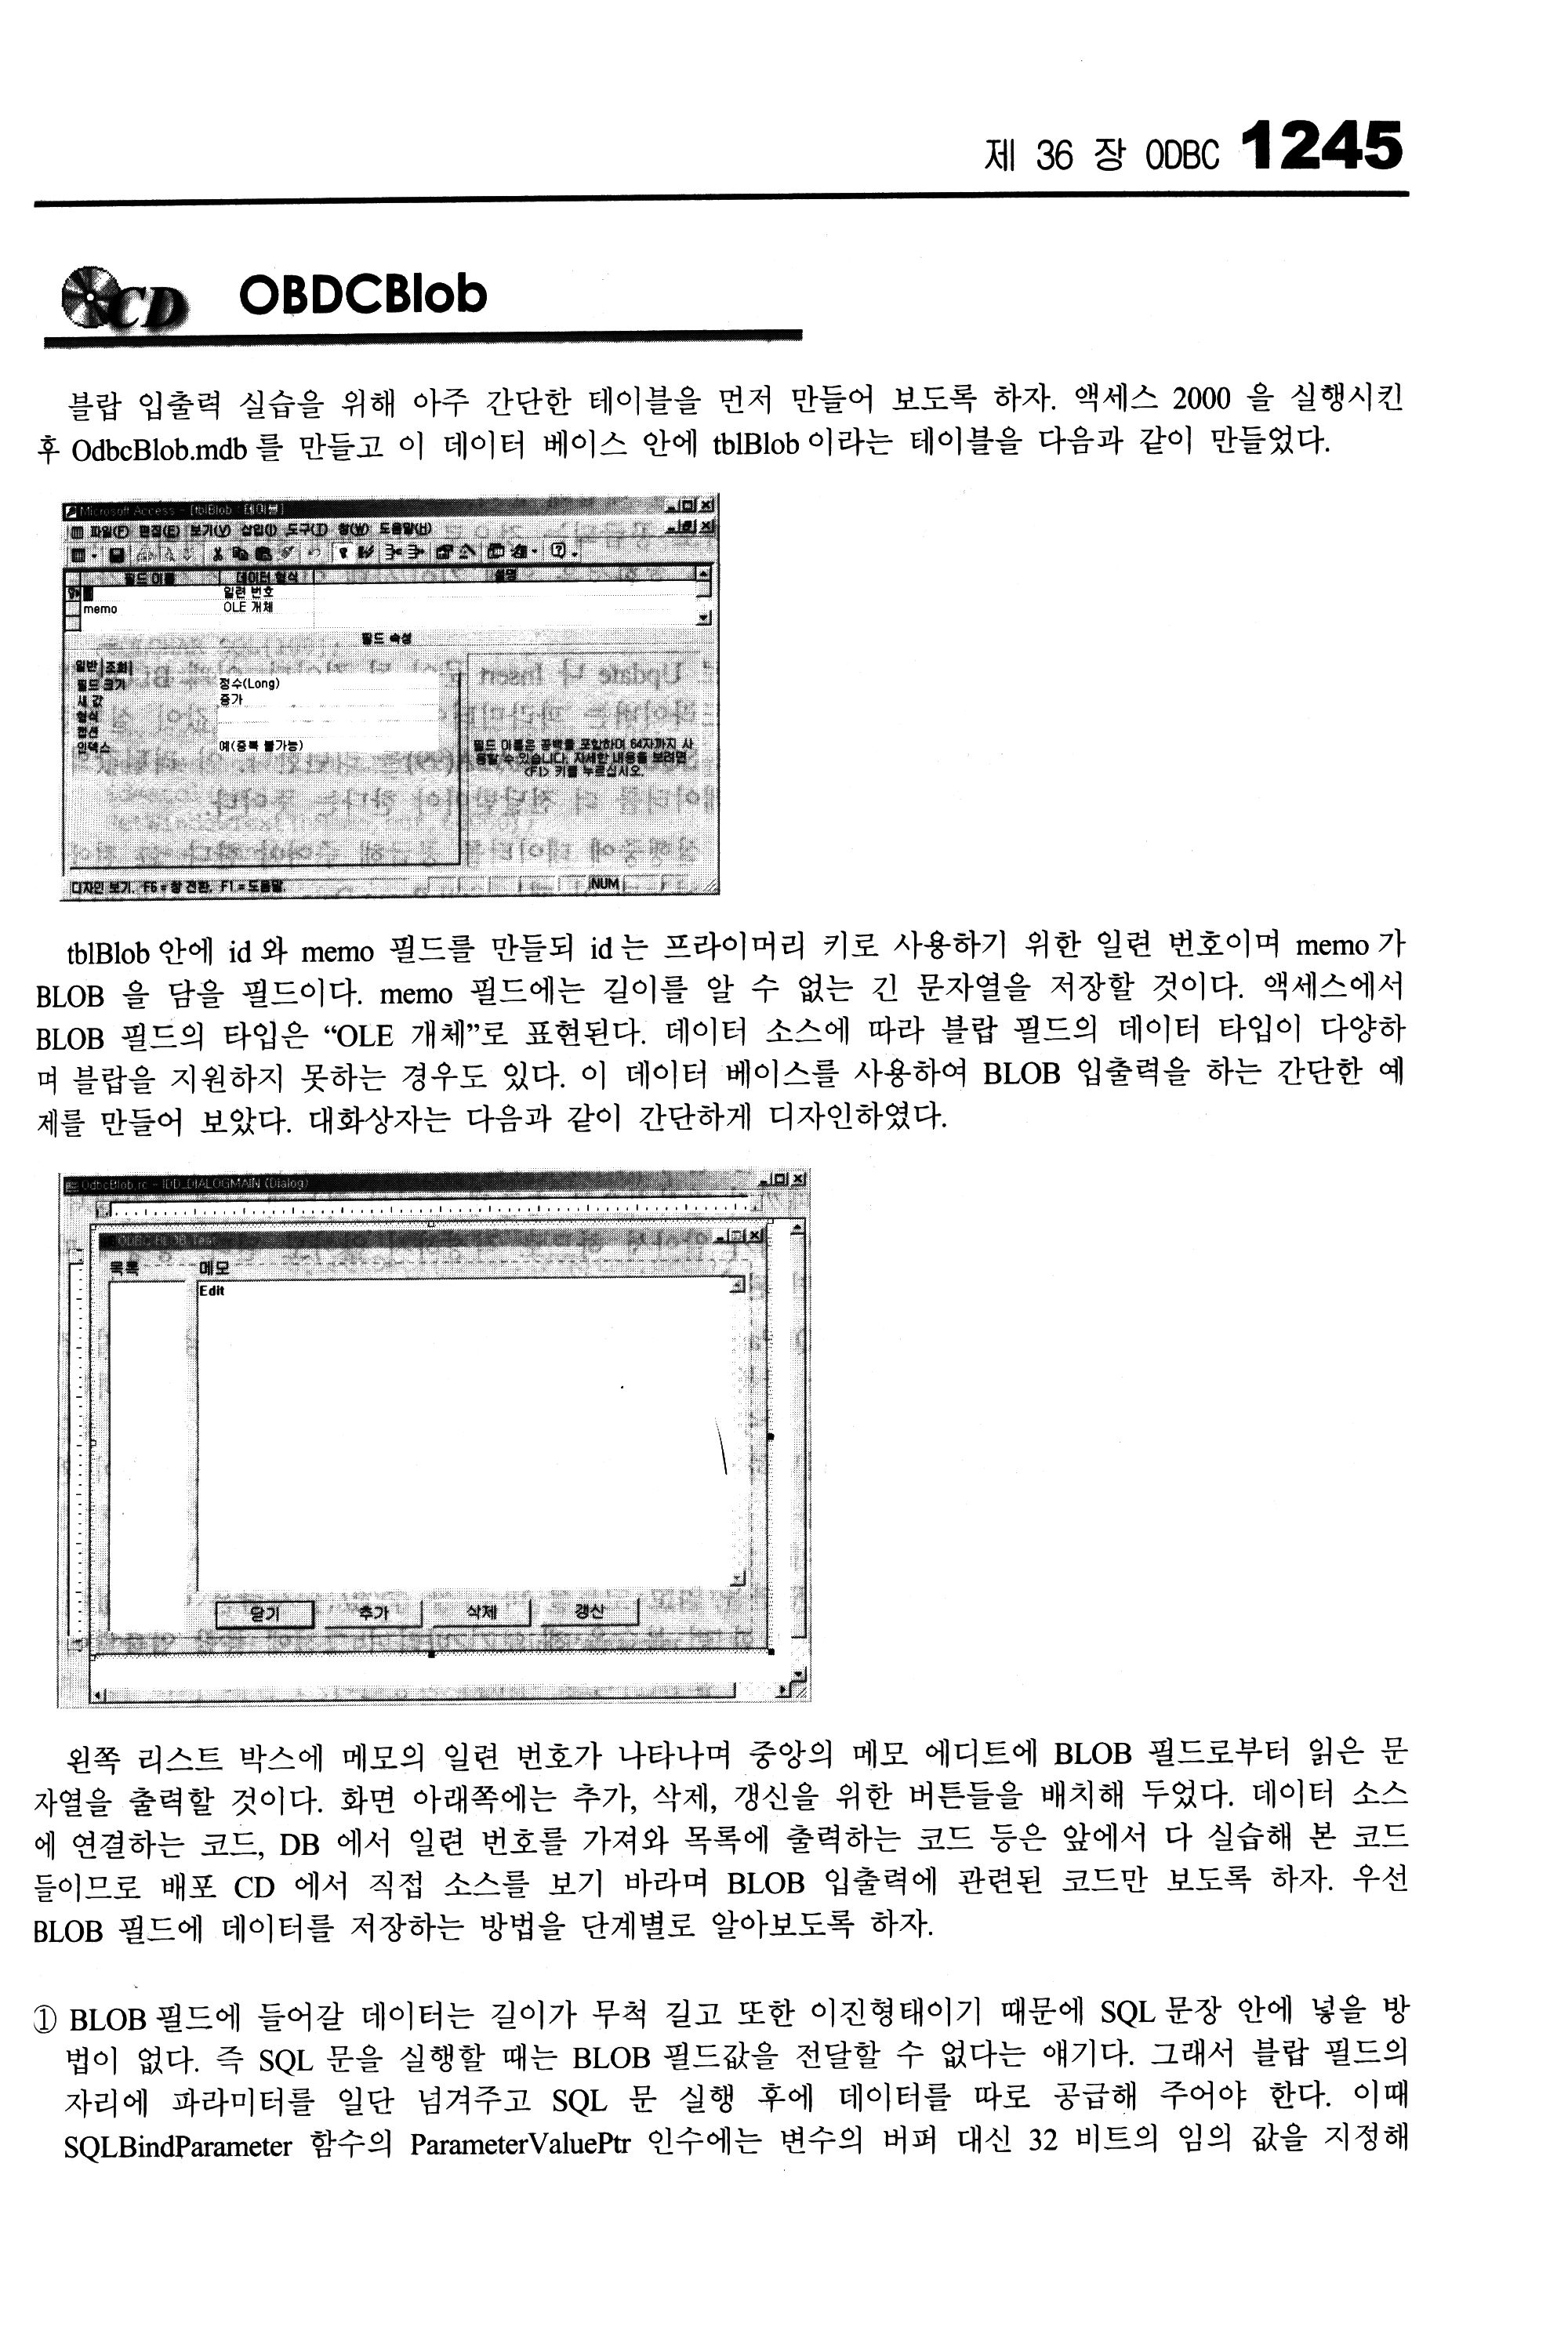 제 36 장 ODBC 1245
CD OBDCBlob
블랍 입출력 실습을 위해 아주 간단한 테이블을 먼저 만들어 보도록 하자. 액세스 2000 을 실행시킨
후 OdbcBlob.mdb 를 만들고 이 데이터 베이스 안에 tblBlob 이라는 테이블을 다음과 같이 만들었다.
Microsoft Access - [tblBlob : 테이블]
파일(F) 편집(E) 보기(V) 삽입(I) 도구(T) 창(W) 도움말(H)
필드 이름 데이터 형식 설명
일련 번호
memo OLE 개체
필드 속성
일반 조회
필드 크기 정수(Long)
새 값 증가
형식
캡션
인덱스 예(중복 불가능)
필드 이름은 공백을 포함하여 64자까지 사
용할 수 있습니다. 자세한 내용을 보려면
<F1> 키를 누르십시오.
디자인 보기. F6 = 창 전환. F1 = 도움말. NUM
tblBlob 안에 id 와 memo 필드를 만들되 id 는 프라이머리 키로 사용하기 위한 일련 번호이며 memo 가
BLOB 을 담을 필드이다. memo 필드에는 길이를 알 수 없는 긴 문자열을 저장할 것이다. 액세스에서
BLOB 필드의 타입은 “OLE 개체”로 표현된다. 데이터 소스에 따라 블랍 필드의 데이터 타입이 다양하
며 블랍을 지원하지 못하는 경우도 있다. 이 데이터 베이스를 사용하여 BLOB 입출력을 하는 간단한 예
제를 만들어 보았다. 대화상자는 다음과 같이 간단하게 디자인하였다.
OdbcBlob.rc - IDD_DIALOGMAIN (Dialog)
ODBC BLOB Test
목록 메모
Edit
닫기 추가 삭제 갱신
왼쪽 리스트 박스에 메모의 일련 번호가 나타나며 중앙의 메모 에디트에 BLOB 필드로부터 읽은 문
자열을 출력할 것이다. 화면 아래쪽에는 추가, 삭제, 갱신을 위한 버튼들을 배치해 두었다. 데이터 소스
에 연결하는 코드, DB 에서 일련 번호를 가져와 목록에 출력하는 코드 등은 앞에서 다 실습해 본 코드
들이므로 배포 CD 에서 직접 소스를 보기 바라며 BLOB 입출력에 관련된 코드만 보도록 하자. 우선
BLOB 필드에 데이터를 저장하는 방법을 단계별로 알아보도록 하자.
① BLOB 필드에 들어갈 데이터는 길이가 무척 길고 또한 이진형태이기 때문에 SQL 문장 안에 넣을 방
법이 없다. 즉 SQL 문을 실행할 때는 BLOB 필드값을 전달할 수 없다는 얘기다. 그래서 블랍 필드의
자리에 파라미터를 일단 넘겨주고 SQL 문 실행 후에 데이터를 따로 공급해 주어야 한다. 이때
SQLBindParameter 함수의 ParameterValuePtr 인수에는 변수의 버퍼 대신 32 비트의 임의 값을 지정해